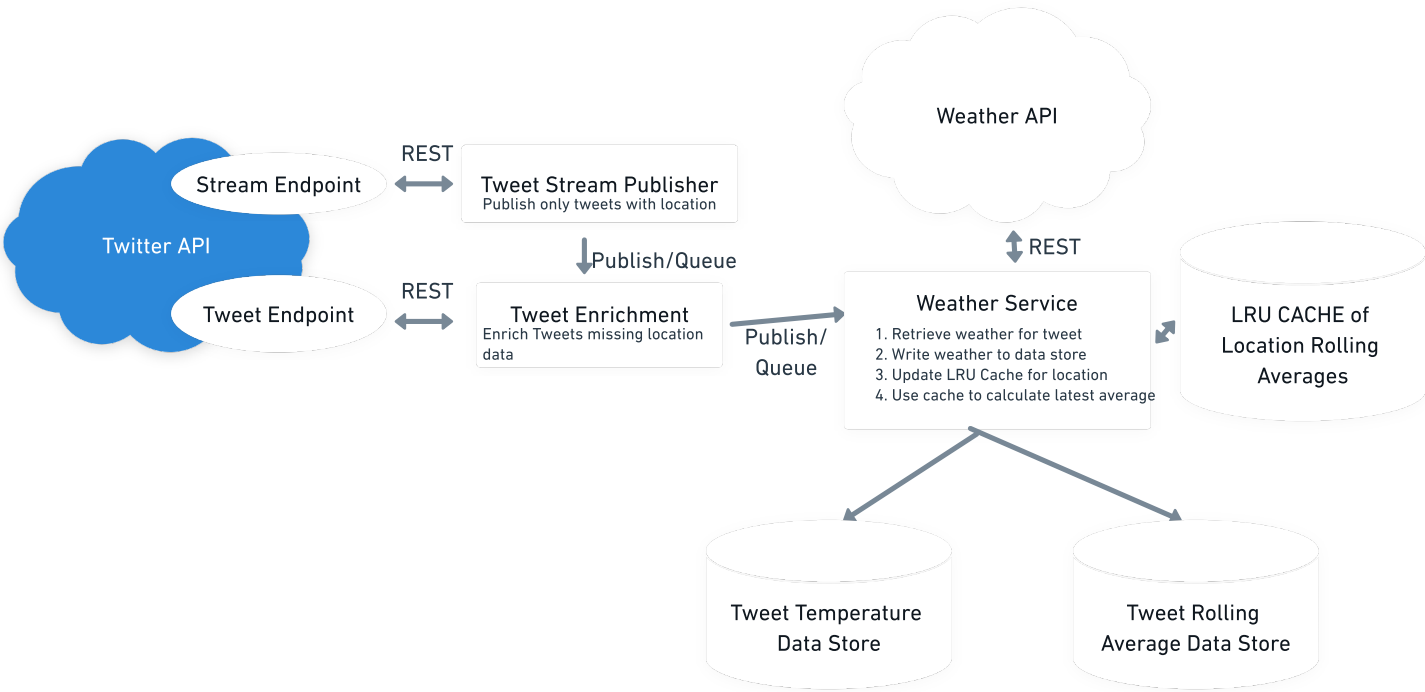 Weather API
REST
Stream Endpoint
Tweet Stream Publisher
Publish only tweets with location
Twitter API
Publish/Queue
REST
REST
Tweet Endpoint
Tweet Enrichment
Enrich Tweets missing location
data
Publish/
Queue
Weather Service
1. Retrieve weather for tweet
2. Write weather to data store
3. Update LRU Cache for location
4. Use cache to calculate latest average
LRU CACHE of
Location Rolling
Averages
Tweet Temperature
Data Store
Tweet Rolling
Average Data Store